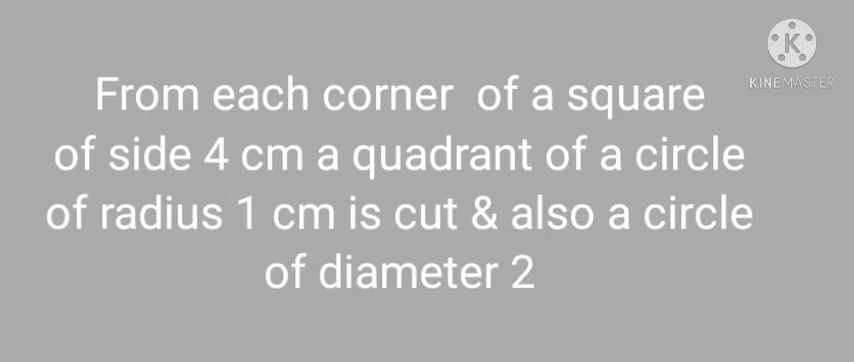 K
KINEMASTER
From each corner of a square
of side 4 cm a quadrant of a circle
of radius 1 cm is cut & also a circle
of diameter 2